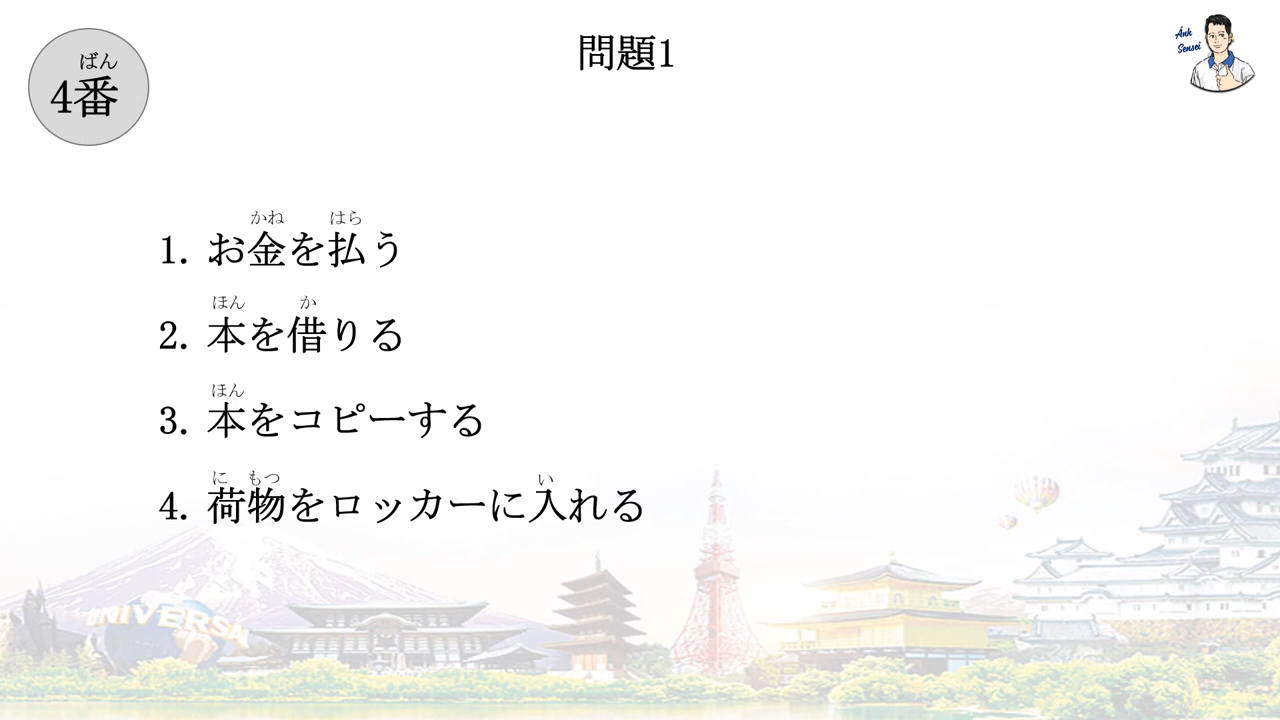 ばん
4番
問題1
Ánh
Sensei
かね はら
1. お金を払う
ほん か
2. 本を借りる
ほん
3. 本をコピーする
に もつ い
4. 荷物をロッカーに入れる
UNIVERSAL